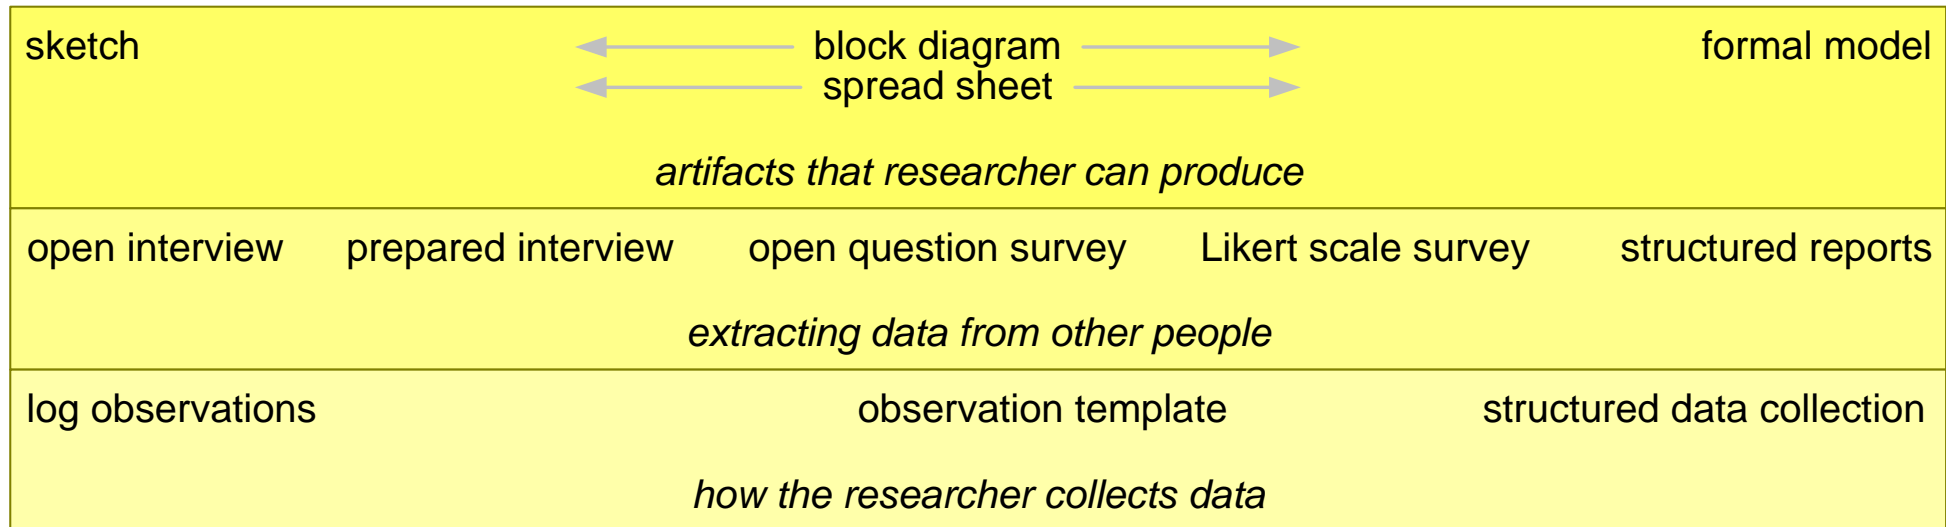 sketch block diagram formal model
spread sheet
artifacts that researcher can produce
open interview prepared interview open question survey Likert scale survey structured reports
extracting data from other people
log observations observation template structured data collection
how the researcher collects data